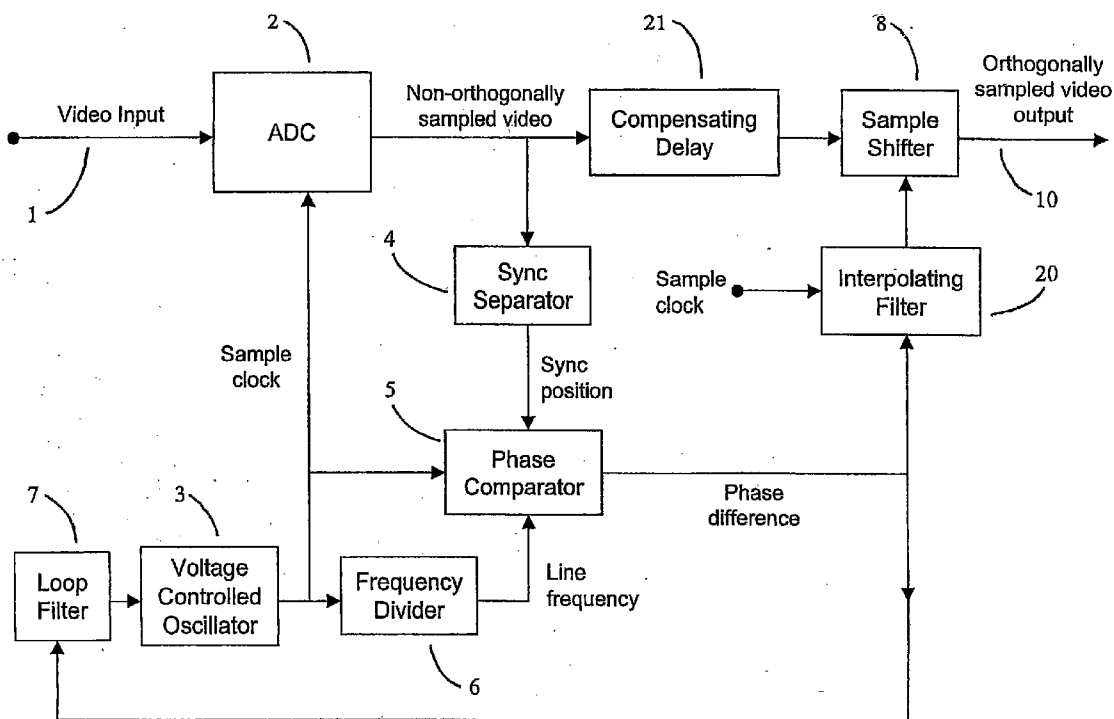 2
21
8
Video Input
ADC
Non-orthogonally
sampled video
Compensating
Delay
Sample
Shifter
Orthogonally
sampled video
output
1
10
4
Sync
Separator
Sample
clock
Interpolating
Filter
20
Sample
clock
Sync
position
5
Phase
Comparator
Phase
difference
7
3
Loop
Filter
Voltage
Controlled
Oscillator
Frequency
Divider
Line
frequency
6